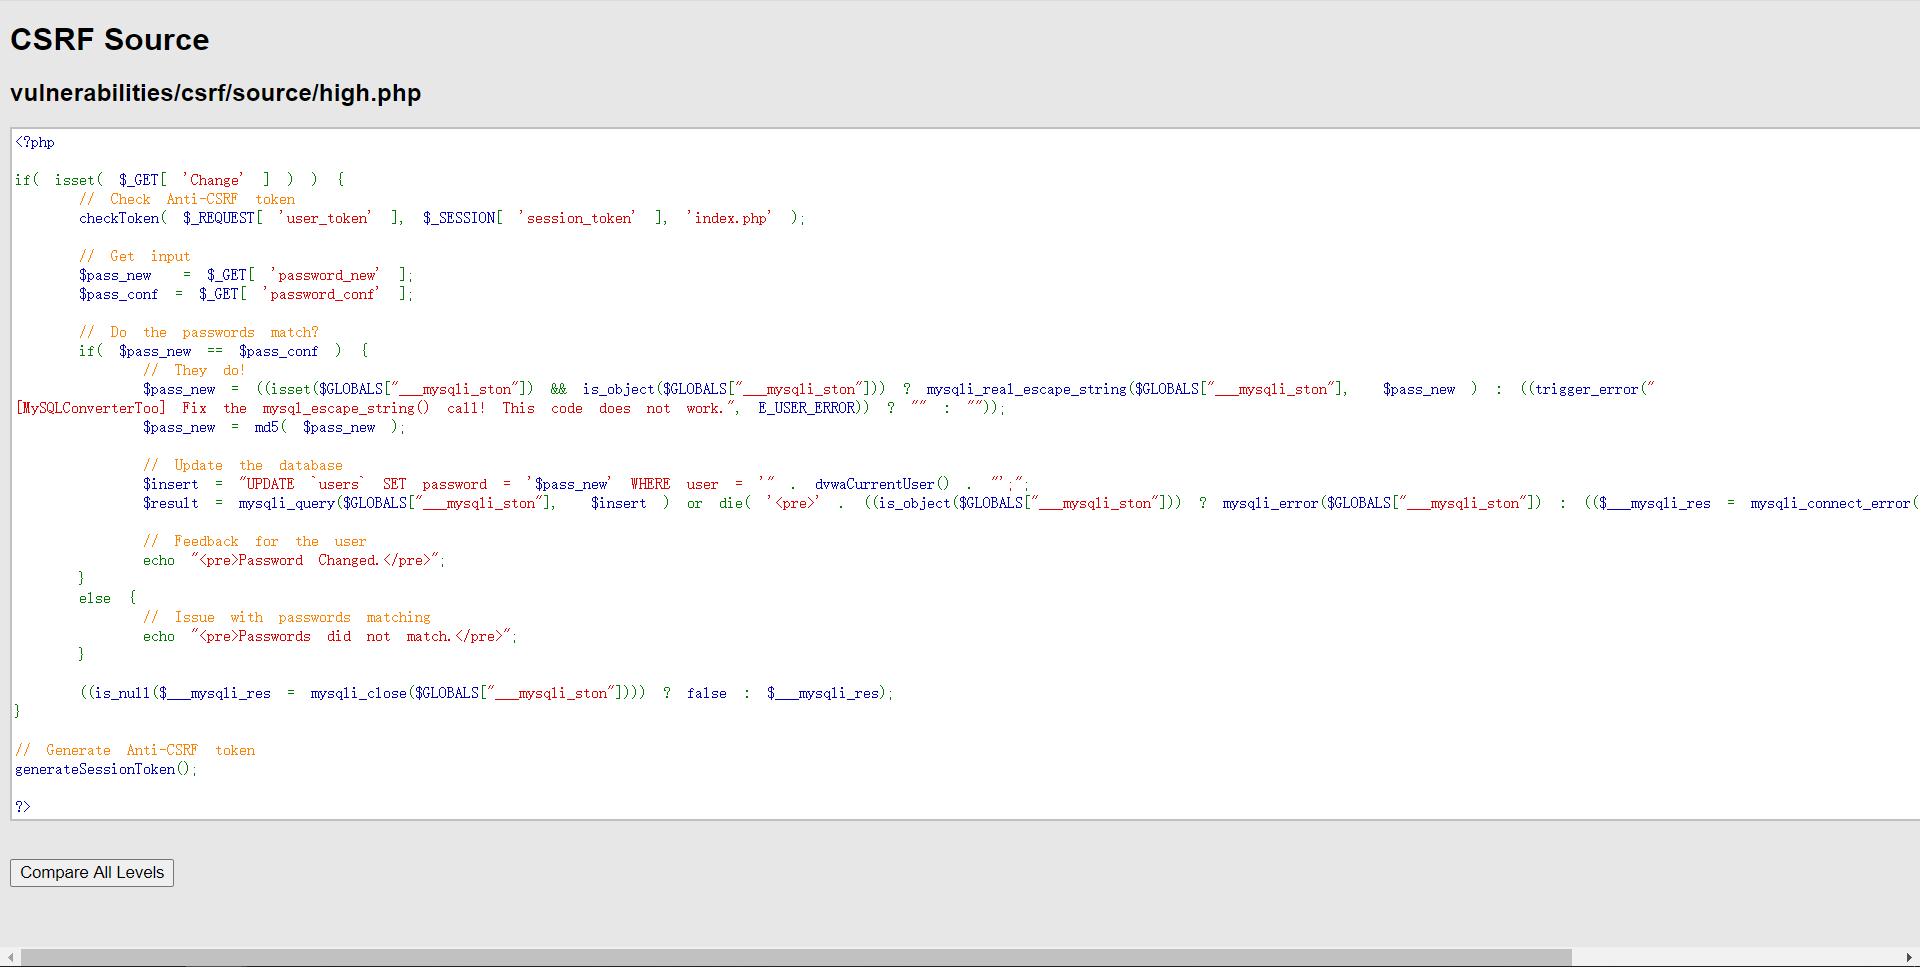 CSRF Source
vulnerabilities/csrf/source/high.php
<?php
if( isset( $_GET[ 'Change' ] ) ) {
// Check Anti-CSRF token
checkToken( $_REQUEST[ 'user_token' ], $_SESSION[ 'session_token' ], 'index.php' );
// Get input
$pass_new = $_GET[ 'password_new' ];
$pass_conf = $_GET[ 'password_conf' ];
// Do the passwords match?
if( $pass_new == $pass_conf ) {
// They do!
$pass_new = ((isset($GLOBALS["___mysqli_ston"]) && is_object($GLOBALS["___mysqli_ston"])) ? mysqli_real_escape_string($GLOBALS["___mysqli_ston"], $pass_new ) : ((trigger_error("
[MySQLConverterToo] Fix the mysql_escape_string() call! This code does not work.", E_USER_ERROR)) ? "" : ""));
$pass_new = md5( $pass_new );
// Update the database
$insert = "UPDATE `users` SET password = '$pass_new' WHERE user = '" . dvwaCurrentUser() . "';";
$result = mysqli_query($GLOBALS["___mysqli_ston"], $insert ) or die( '<pre>' . ((is_object($GLOBALS["___mysqli_ston"])) ? mysqli_error($GLOBALS["___mysqli_ston"]) : (($___mysqli_res = mysqli_connect_error(
// Feedback for the user
echo "<pre>Password Changed.</pre>";
}
else {
// Issue with passwords matching
echo "<pre>Passwords did not match.</pre>";
}
((is_null($___mysqli_res = mysqli_close($GLOBALS["___mysqli_ston"]))) ? false : $___mysqli_res);
}
// Generate Anti-CSRF token
generateSessionToken();
?>
Compare All Levels